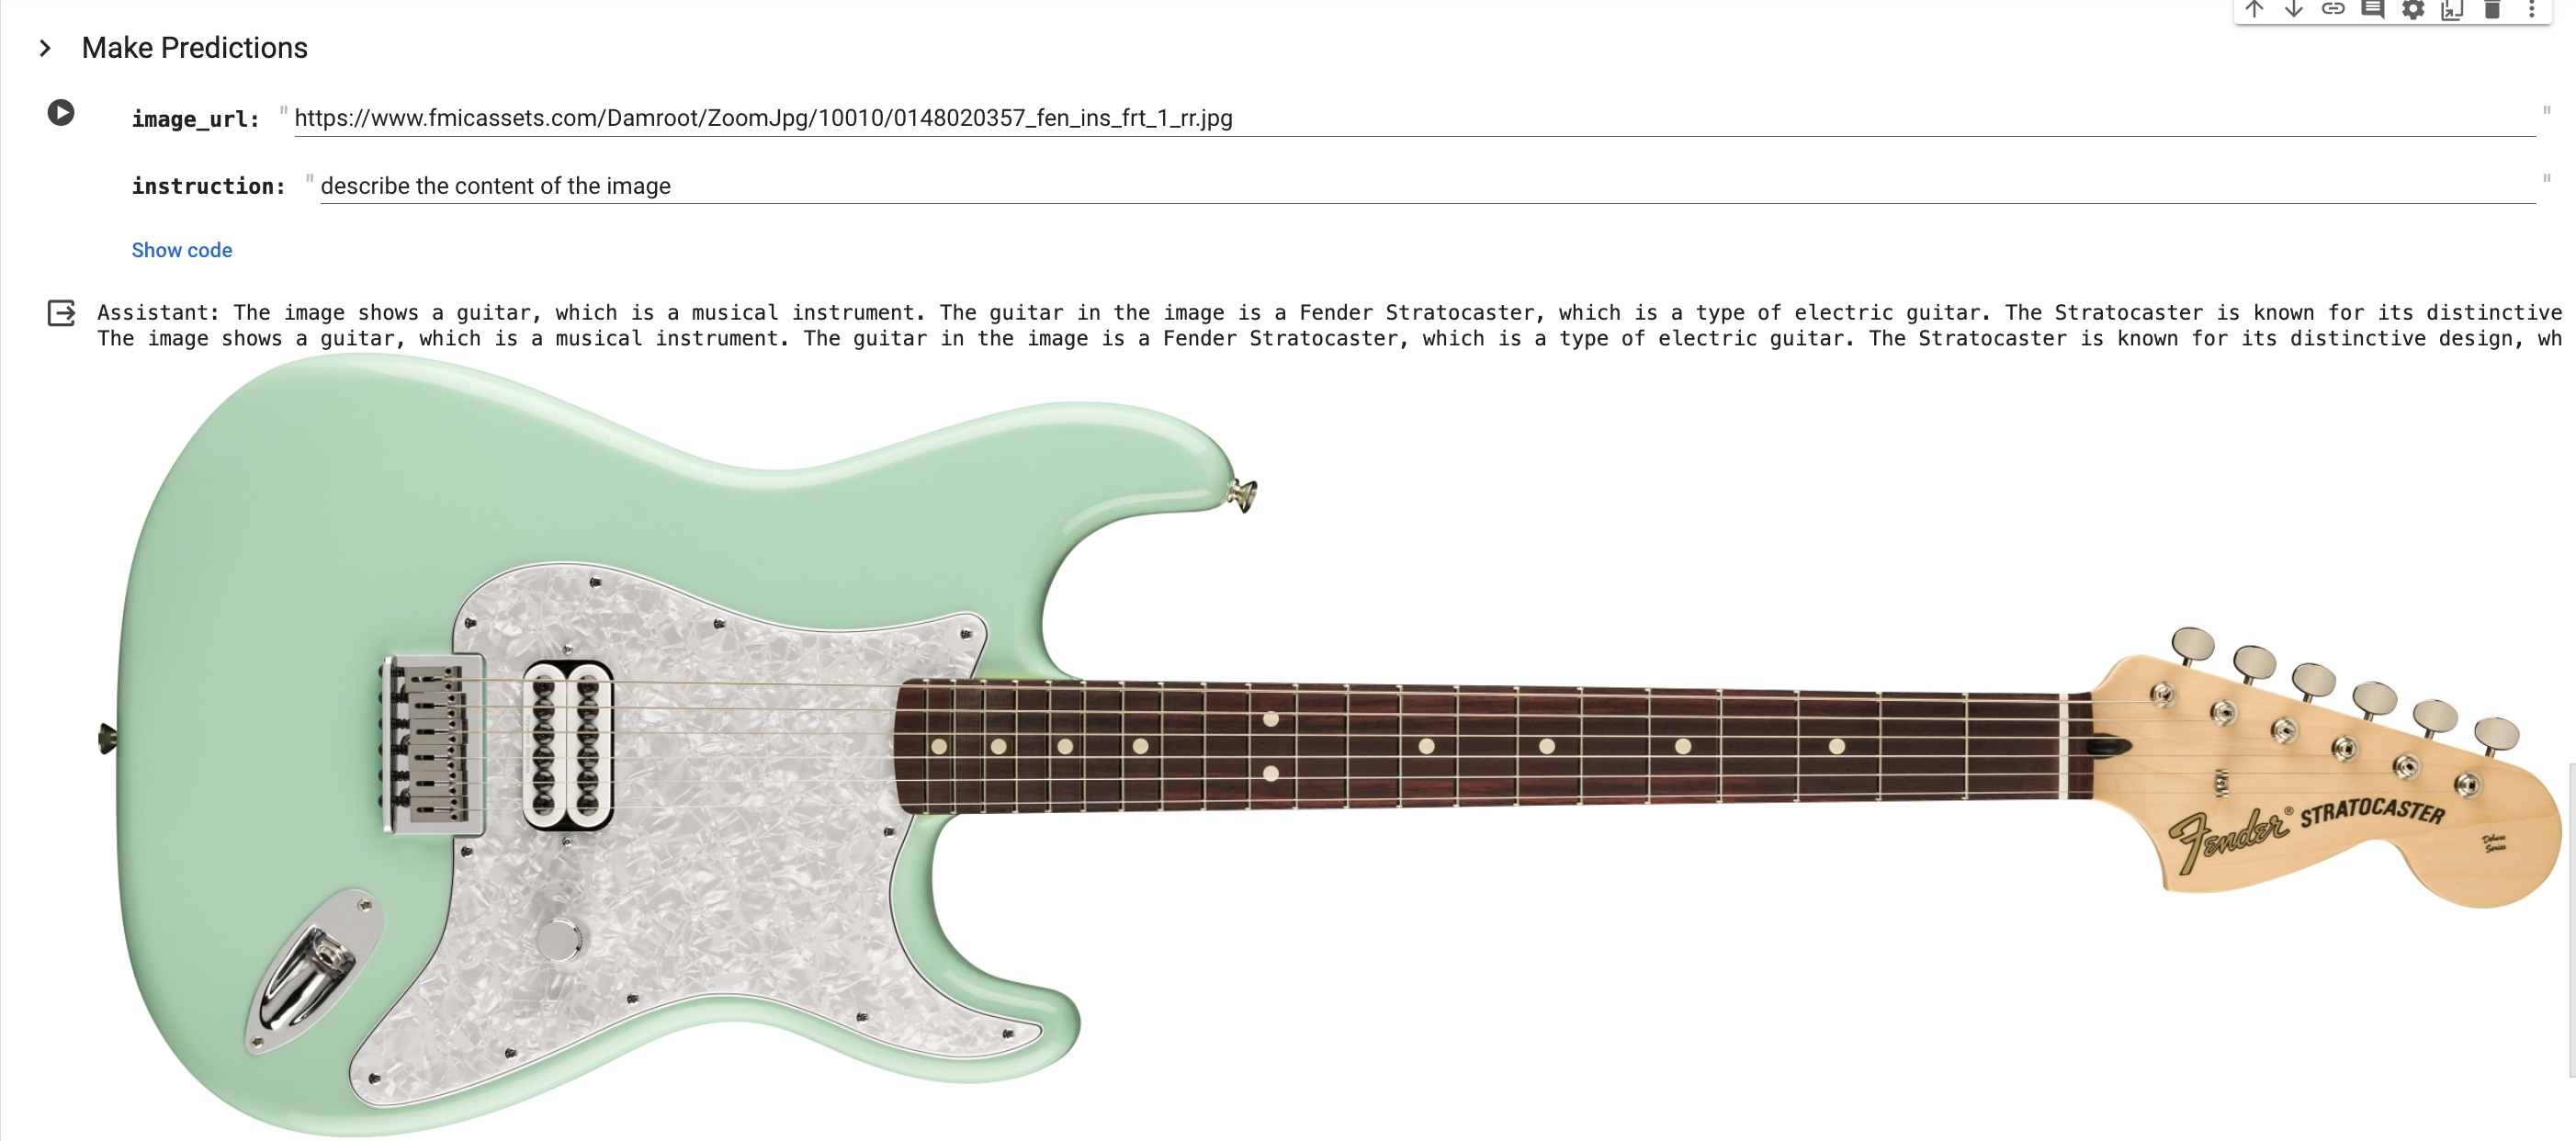 Make Predictions
image_url: " https://www.fmicassets.com/Damroot/ZoomJpg/10010/0148020357_fen_ins_frt_1_rr.jpg "
instruction: " describe the content of the image "
Show code
Assistant: The image shows a guitar, which is a musical instrument. The guitar in the image is a Fender Stratocaster, which is a type of electric guitar. The Stratocaster is known for its distinctive
The image shows a guitar, which is a musical instrument. The guitar in the image is a Fender Stratocaster, which is a type of electric guitar. The Stratocaster is known for its distinctive design, wh
Fender® STRATOCASTER
Deluxe
Series